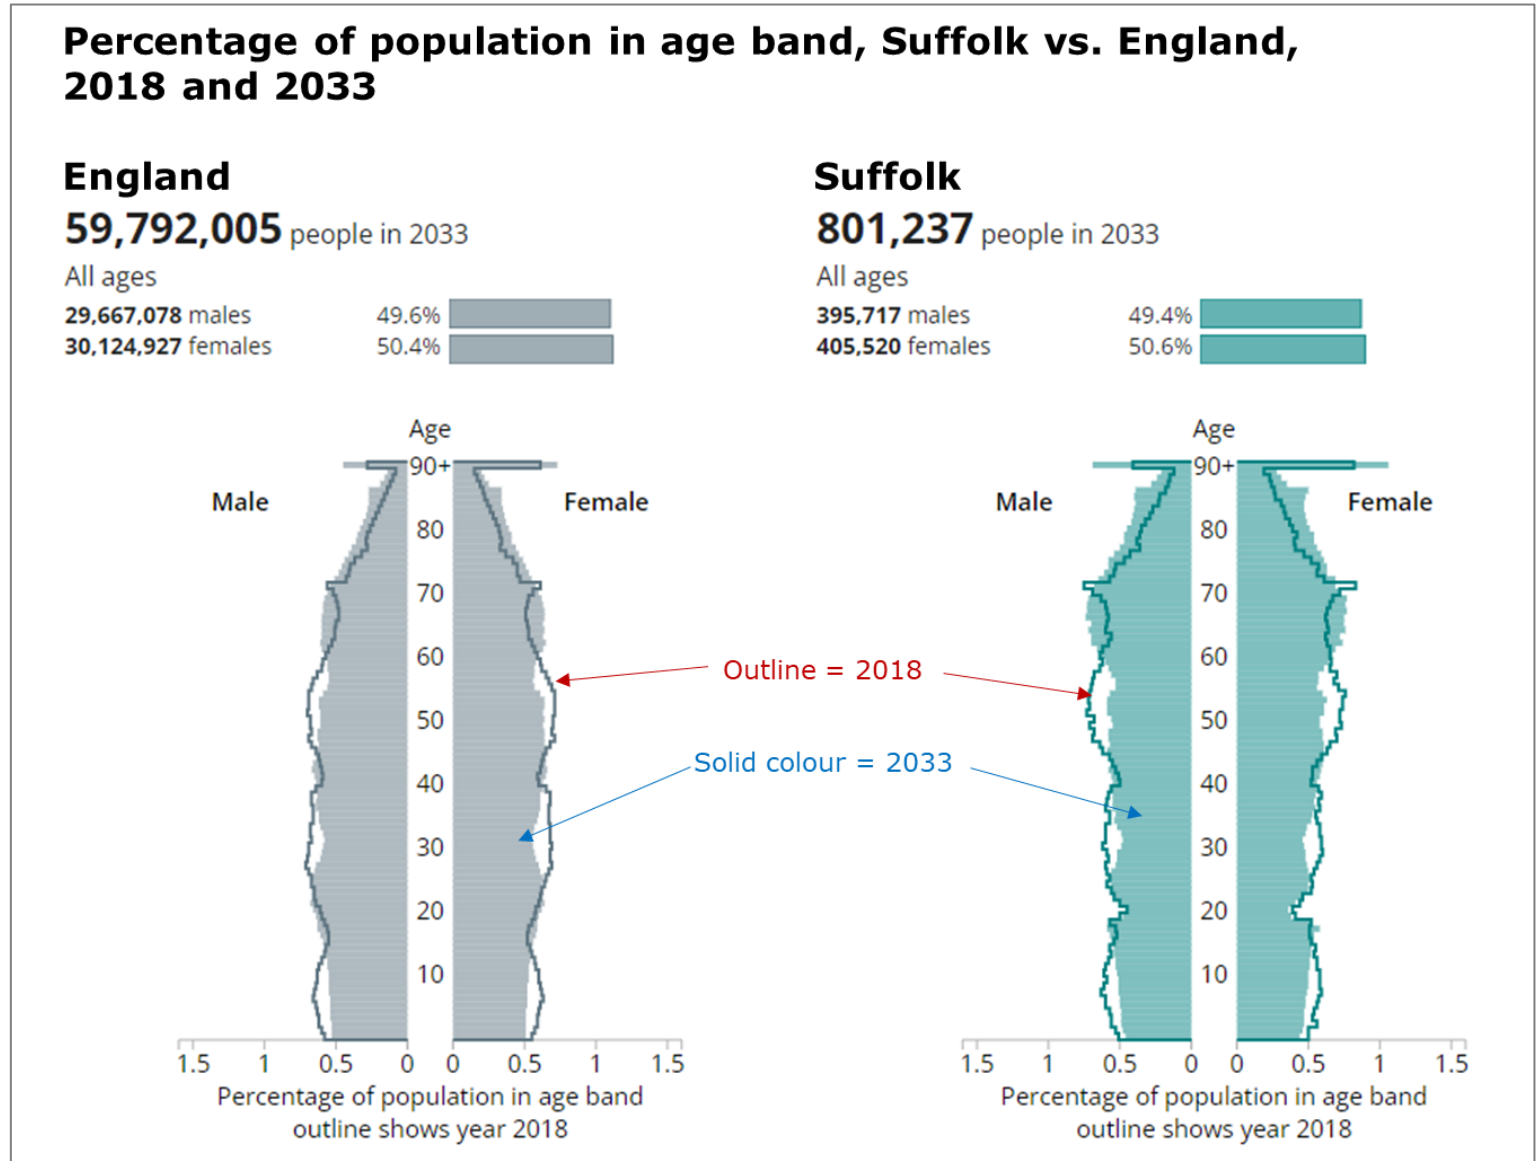 Percentage of population in age band, Suffolk vs. England,
2018 and 2033
England
59,792,005 people in 2033
All ages
29,667,078 males 49.6%
30,124,927 females 50.4%
Suffolk
801,237 people in 2033
All ages
395,717 males 49.4%
405,520 females 50.6%
Age
90+
Male
Female
80
70
60
50
40
30
20
10
1.5 1 0.5 0 0 0.5 1 1.5
Percentage of population in age band
outline shows year 2018
Outline = 2018
Solid colour = 2033
Age
90+
Male
Female
80
70
60
50
40
30
20
10
1.5 1 0.5 0 0 0.5 1 1.5
Percentage of population in age band
outline shows year 2018